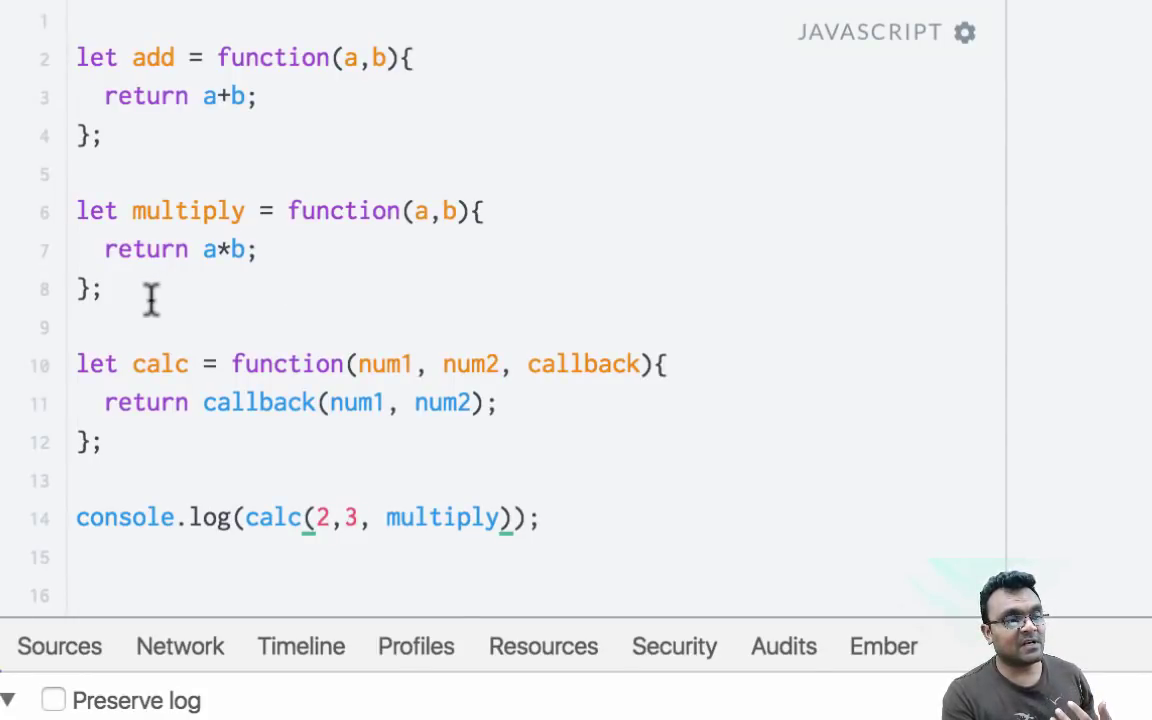 1
JAVASCRIPT
2 let add = function(a,b){
3 return a+b;
4 };
5
6 let multiply = function(a,b){
7 return a*b;
8 };
9
10 let calc = function(num1, num2, callback){
11 return callback(num1, num2);
12 };
13
14 console.log(calc(2,3, multiply));
15
16
Sources Network Timeline Profiles Resources Security Audits Ember
Preserve log